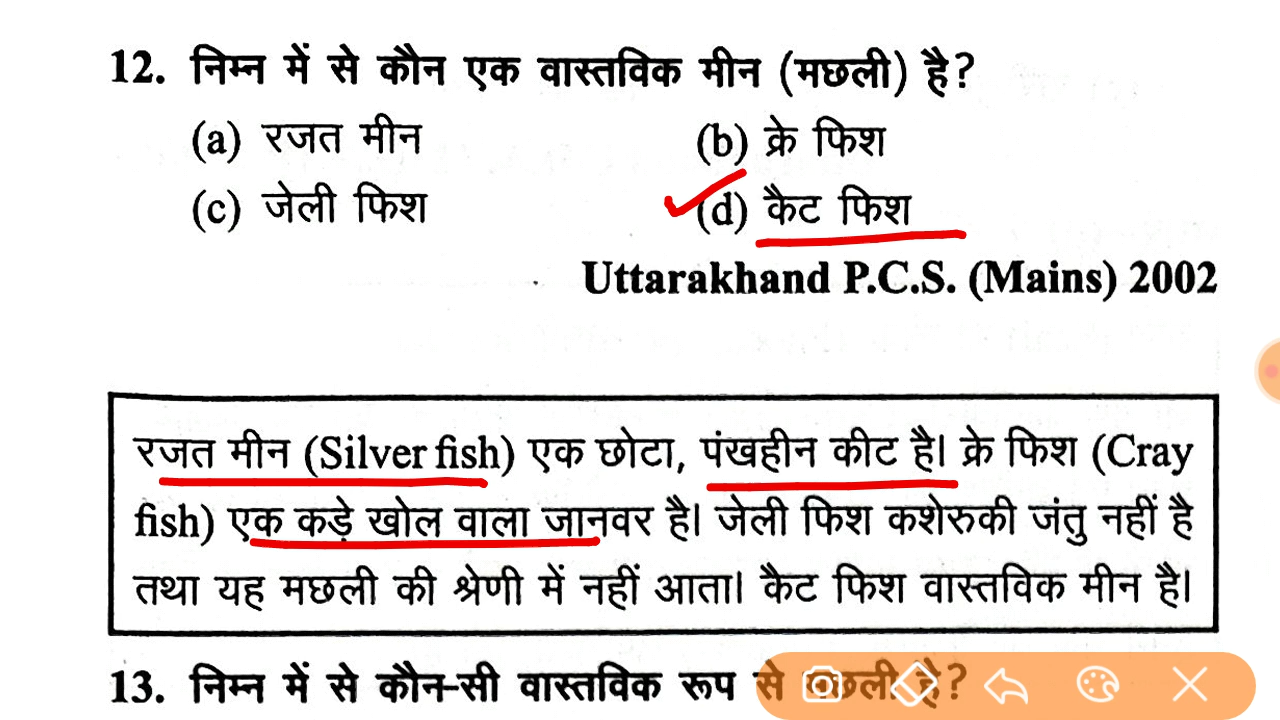 12. निम्न में से कौन एक वास्तविक मीन (मछली) है?
(a) रजत मीन (b) क्रे फिश
(c) जेली फिश (d) कैट फिश
Uttarakhand P.C.S. (Mains) 2002
रजत मीन (Silver fish) एक छोटा, पंखहीन कीट है। क्रे फिश (Cray
fish) एक कड़े खोल वाला जानवर है। जेली फिश कशेरुकी जंतु नहीं है
तथा यह मछली की श्रेणी में नहीं आता। कैट फिश वास्तविक मीन है।
13. निम्न में से कौन-सी वास्तविक रूप से मछली है?